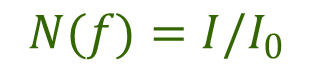 N(f) = I/I₀